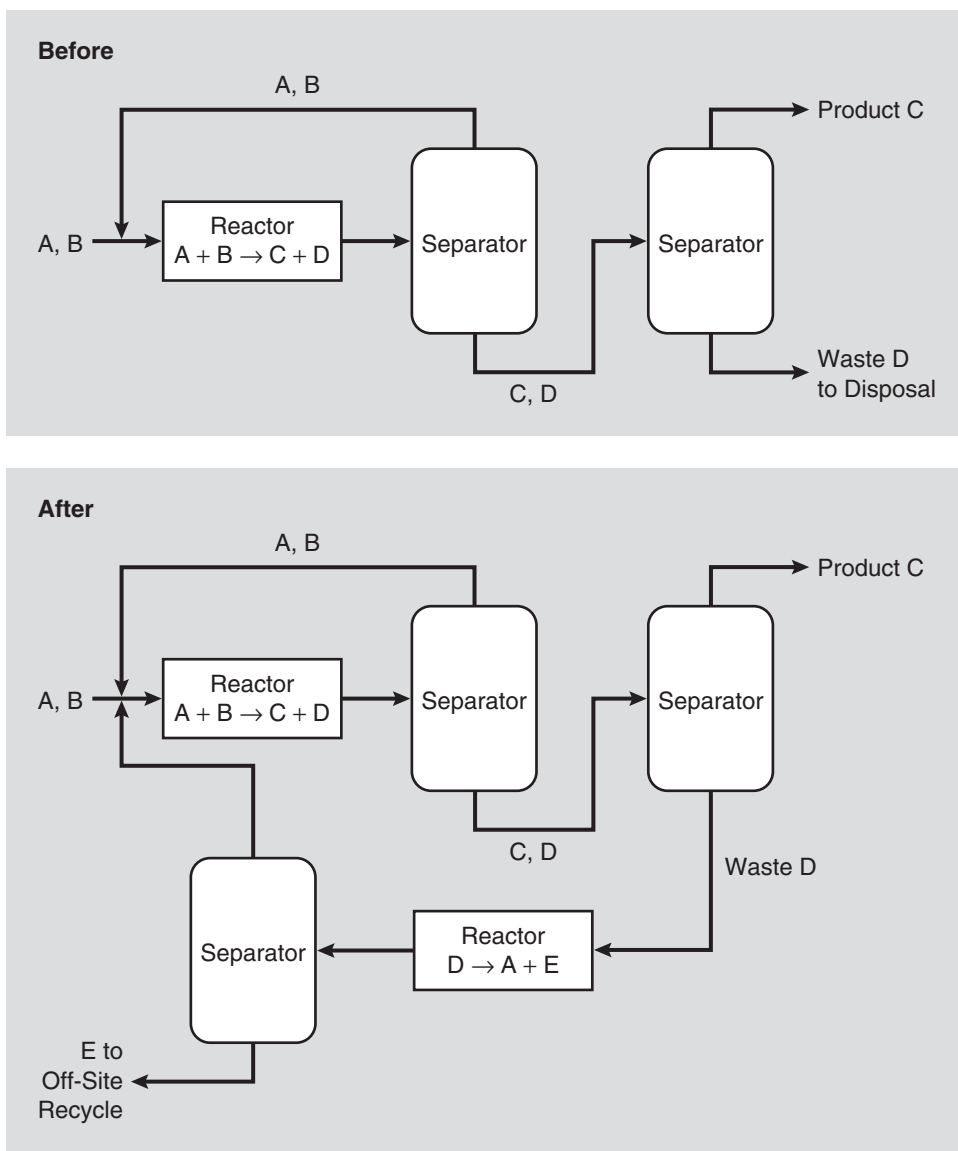 Before
A, B
Product C
Reactor
A + B → C + D
A, B
Separator
Separator
Waste D
to Disposal
C, D
After
A, B
Product C
Reactor
A + B → C + D
A, B
Separator
Separator
C, D
Waste D
Reactor
D → A + E
Separator
E to
Off-Site
Recycle